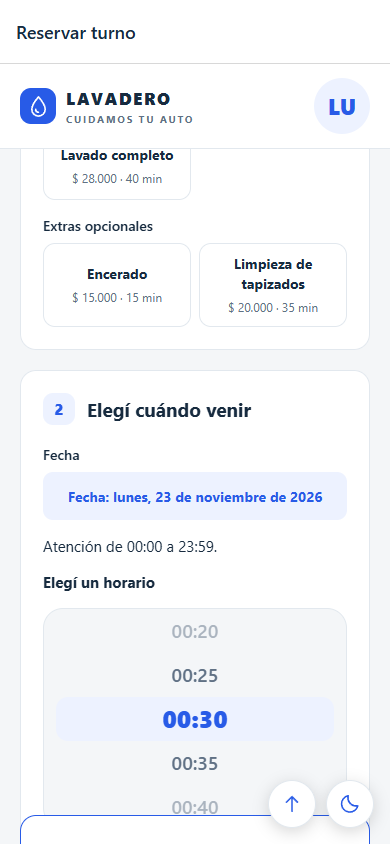 Reservar turno
LAVADERO
CUIDAMOS TU AUTO
LU
Lavado completo
$ 28.000 · 40 min
Extras opcionales
Encerado
$ 15.000 · 15 min
Limpieza de
tapizados
$ 20.000 · 35 min
2
Elegí cuándo venir
Fecha
Fecha: lunes, 23 de noviembre de 2026
Atención de 00:00 a 23:59.
Elegí un horario
00:20
00:25
00:30
00:35
00:40